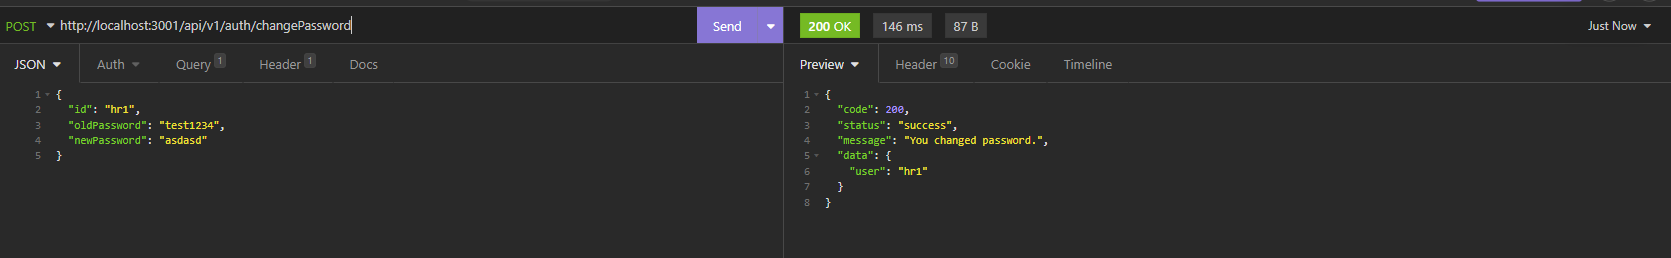 POST http://localhost:3001/api/v1/auth/changePassword Send
JSON Auth Query 1 Header 1 Docs
1 {
2 "id": "hr1",
3 "oldPassword": "test1234",
4 "newPassword": "asdasd"
5 }
200 OK 146 ms 87 B Just Now
Preview Header 10 Cookie Timeline
1 {
2 "code": 200,
3 "status": "success",
4 "message": "You changed password.",
5 "data": {
6 "user": "hr1"
7 }
8 }